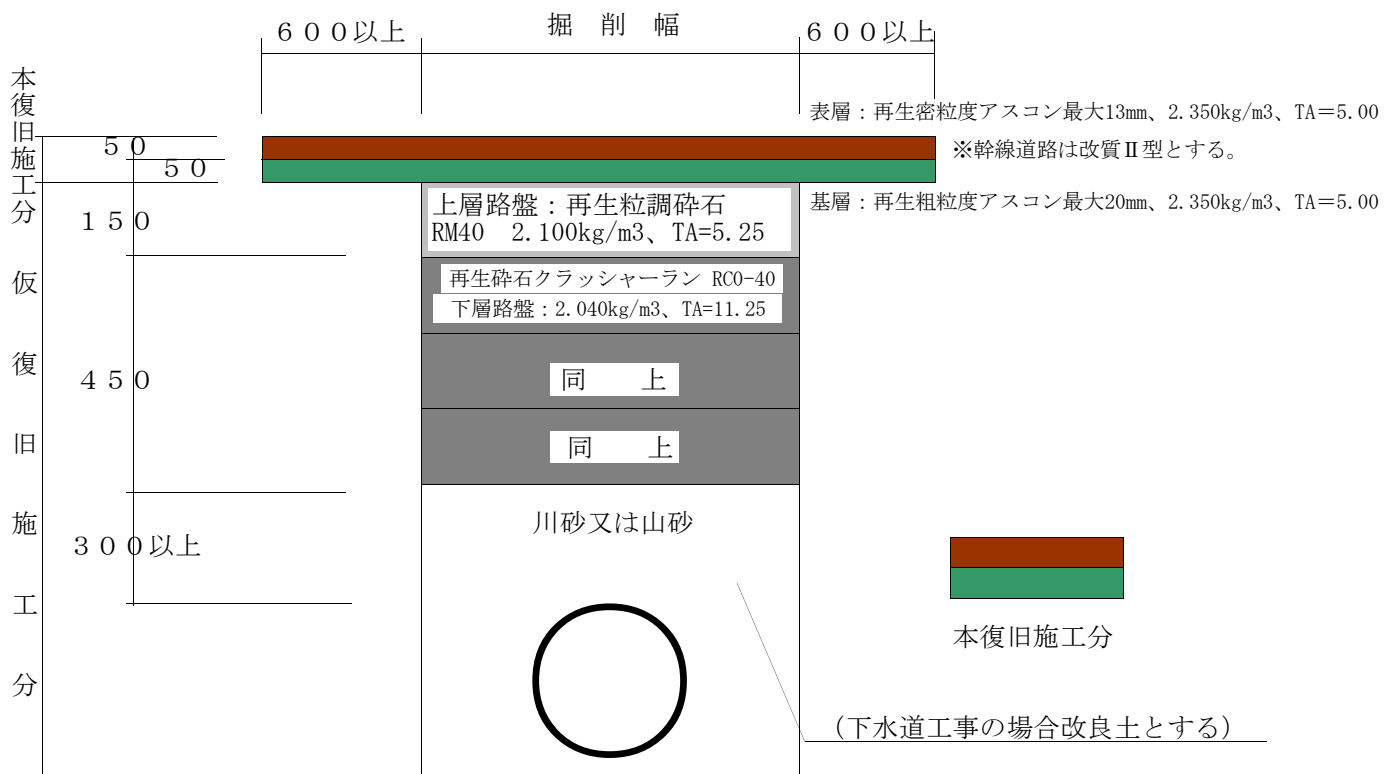 ６００以上
掘　削　幅
６００以上
本復旧施工分
表層：再生密粒度アスコン最大13mm、2.350kg/m3、TA＝5.00
※幹線道路は改質Ⅱ型とする。
５０
５０
基層：再生粗粒度アスコン最大20mm、2.350kg/m3、TA＝5.00
１５０
上層路盤：再生粒調砕石
RM40　2.100kg/m3、TA=5.25
仮復旧施工分
再生砕石クラッシャーラン RC0-40
下層路盤：2.040kg/m3、TA=11.25
４５０
同　　上
同　　上
川砂又は山砂
３００以上
本復旧施工分
（下水道工事の場合改良土とする）